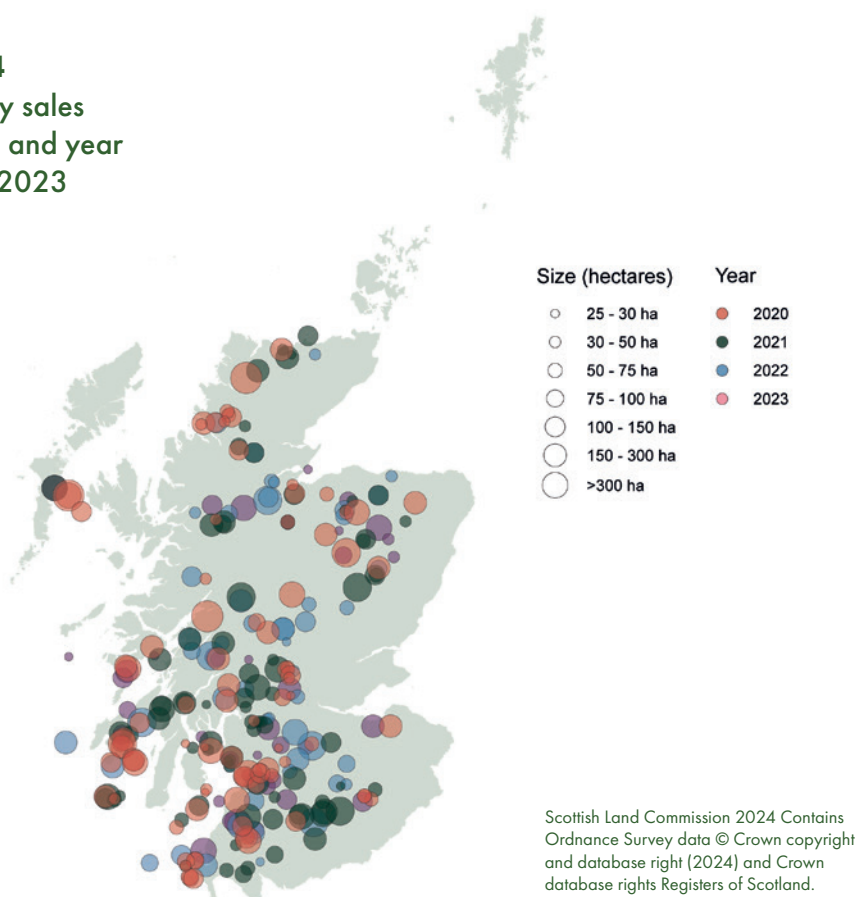 4
y sales
and year
2023
Size (hectares)
Year
25 - 30 ha
2020
30 - 50 ha
2021
50 - 75 ha
2022
75 - 100 ha
2023
100 - 150 ha
150 - 300 ha
>300 ha
Scottish Land Commission 2024 Contains
Ordnance Survey data © Crown copyright
and database right (2024) and Crown
database rights Registers of Scotland.